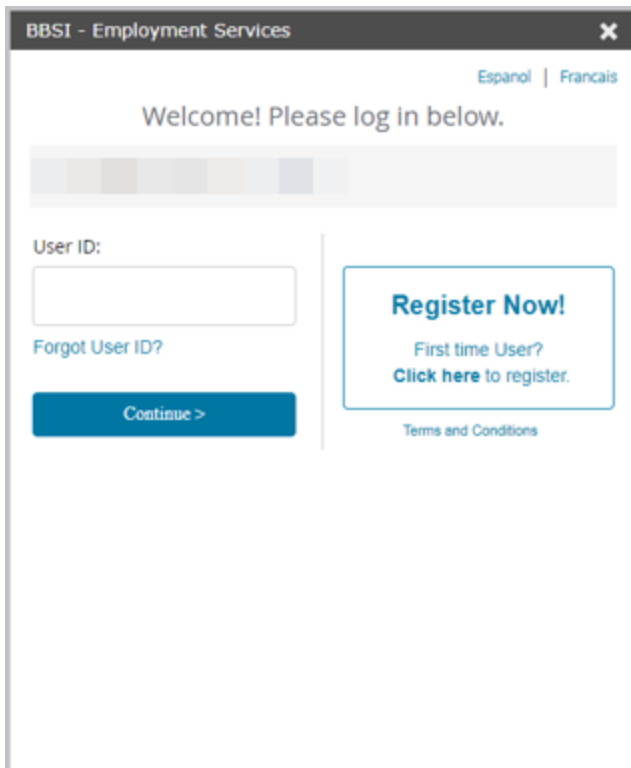 BBSI - Employment Services
Espanol | Francais
Welcome! Please log in below.
User ID:
Forgot User ID?
Continue >
Register Now!
First time User?
Click here to register.
Terms and Conditions